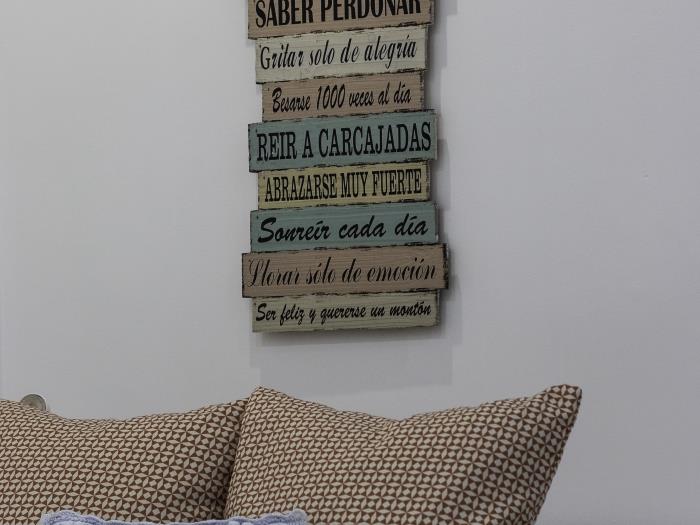 SABER PERDONAR
Gritar solo de alegría
Besarse 1000 veces al día
REIR A CARCAJADAS
ABRAZARSE MUY FUERTE
Sonreír cada día
Llorar sólo de emoción
Ser feliz y quererse un montón